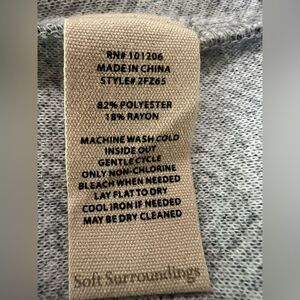 RN# 101206
MADE IN CHINA
STYLE# 2FZ65
82% POLYESTER
18% RAYON
MACHINE WASH COLD
INSIDE OUT
GENTLE CYCLE
ONLY NON-CHLORINE
BLEACH WHEN NEEDED
LAY FLAT TO DRY
COOL IRON IF NEEDED
MAY BE DRY CLEANED
Soft Surroundings